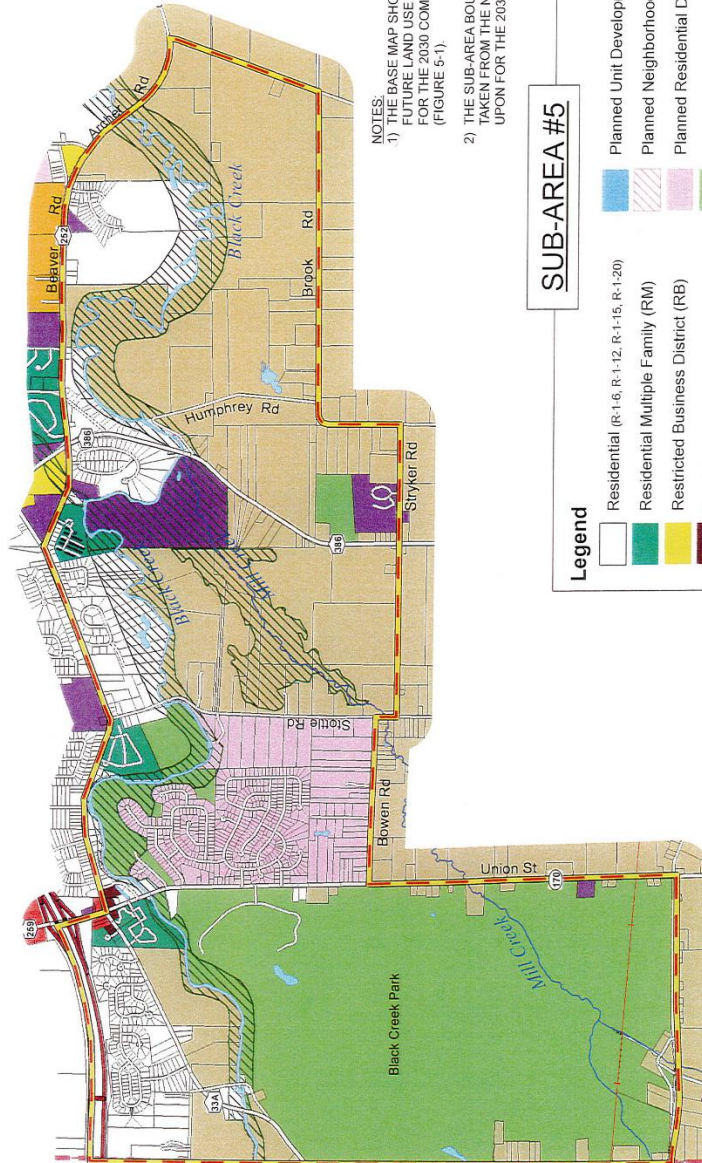 Archer Rd
Beaver Rd
252
Black Creek
Brook Rd
Humphrey Rd
386
386
Stryker Rd
Black Creek
Mill Creek
Stottle Rd
Bowen Rd
Union St
170
259
33A
Black Creek Park
Mill Creek
NOTES:
1) THE BASE MAP SHO
FUTURE LAND USE
FOR THE 2030 COM
(FIGURE 5-1).
2) THE SUB-AREA BOU
TAKEN FROM THE N
UPON FOR THE 203
SUB-AREA #5
Legend
Residential (R-1-6, R-1-12, R-1-15, R-1-20)
Residential Multiple Family (RM)
Restricted Business District (RB)
Planned Unit Develop
Planned Neighborhoo
Planned Residential D